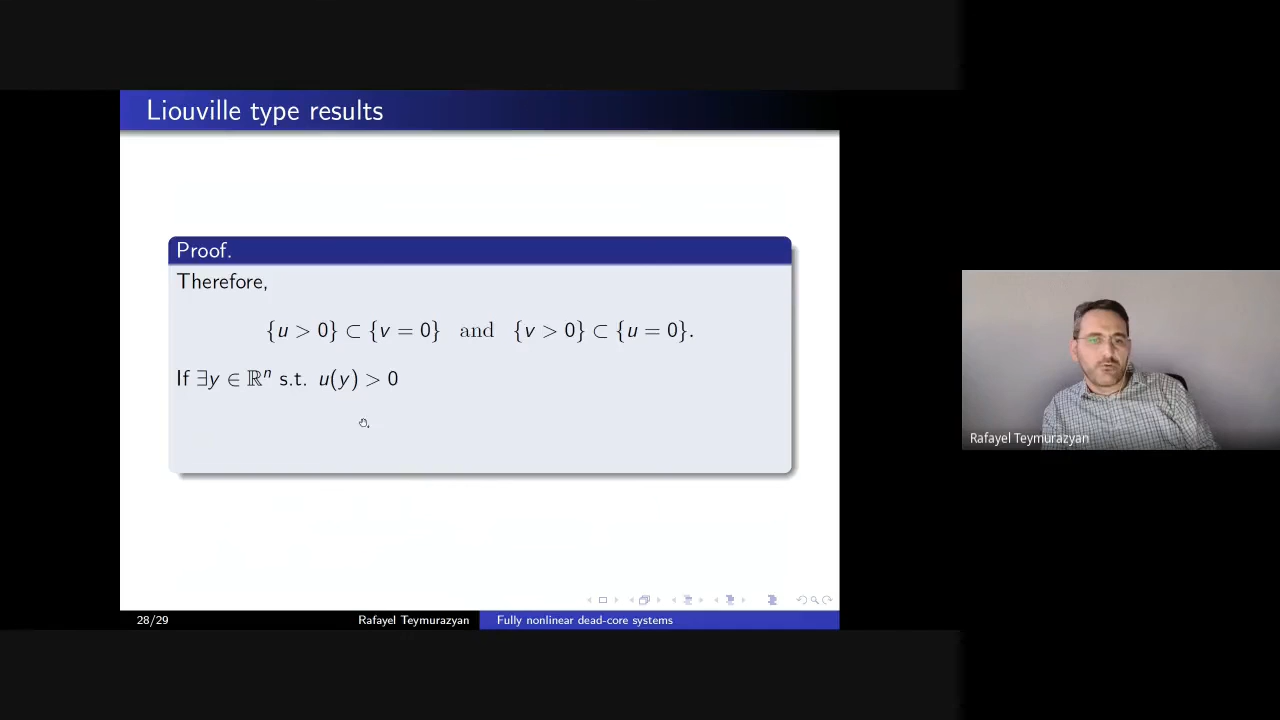 Liouville type results
Proof.
Therefore,
{u > 0} ⊂ {v = 0} and {v > 0} ⊂ {u = 0}.
If ∃y ∈ ℝⁿ s.t. u(y) > 0
Rafayel Teymurazyan
28/29 Rafayel Teymurazyan Fully nonlinear dead-core systems